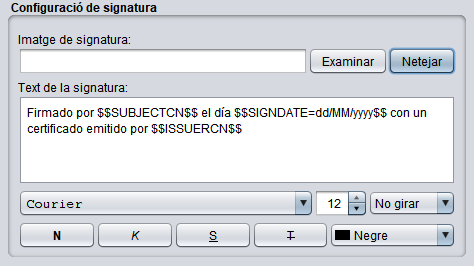 Configuració de signatura
Imatge de signatura:
Examinar
Netejar
Text de la signatura:
Firmado por $$SUBJECTCN$$ el día $$SIGNDATE=dd/MM/yyyy$$ con un
certificado emitido por $$ISSUERCN$$
Courier
12
No girar
N
K
S
T
Negre